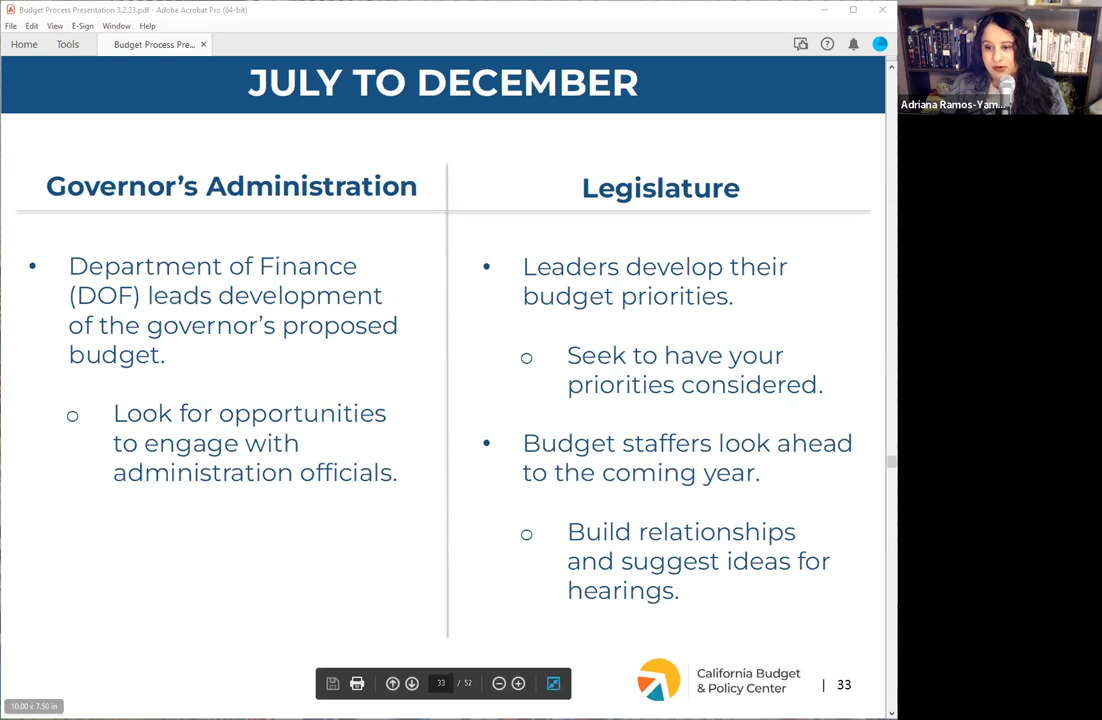 Budget Process Presentation 3.2.23.pdf - Adobe Acrobat Pro (64-bit)
File Edit View E-Sign Window Help
Home Tools Budget Process Pre... ×
JULY TO DECEMBER
Governor's Administration
• Department of Finance
(DOF) leads development
of the governor's proposed
budget.
o Look for opportunities
to engage with
administration officials.
Legislature
• Leaders develop their
budget priorities.
o Seek to have your
priorities considered.
• Budget staffers look ahead
to the coming year.
o Build relationships
and suggest ideas for
hearings.
33 / 52
California Budget
& Policy Center
| 33
10.00 x 7.50 in
Adriana Ramos-Yam...